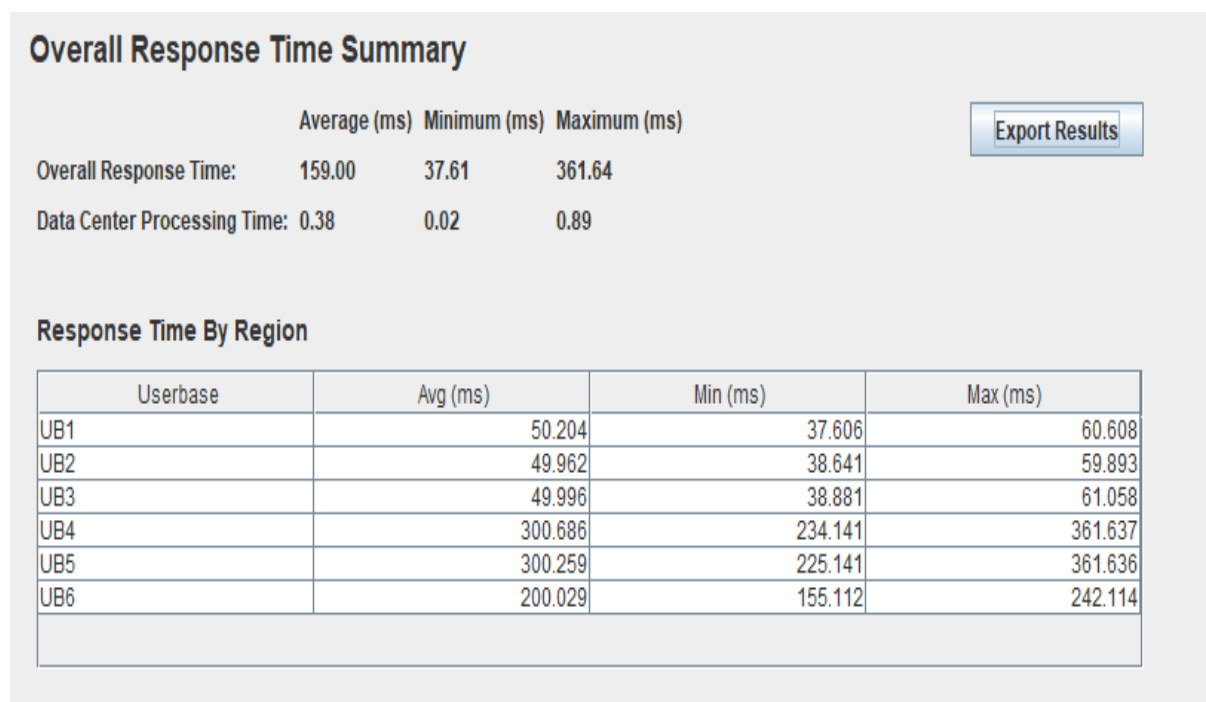 Overall Response Time Summary
Average (ms) Minimum (ms) Maximum (ms)
Export Results
Overall Response Time: 159.00 37.61 361.64
Data Center Processing Time: 0.38 0.02 0.89
Response Time By Region
Userbase Avg (ms) Min (ms) Max (ms)
UB1 50.204 37.606 60.608
UB2 49.962 38.641 59.893
UB3 49.996 38.881 61.058
UB4 300.686 234.141 361.637
UB5 300.259 225.141 361.636
UB6 200.029 155.112 242.114